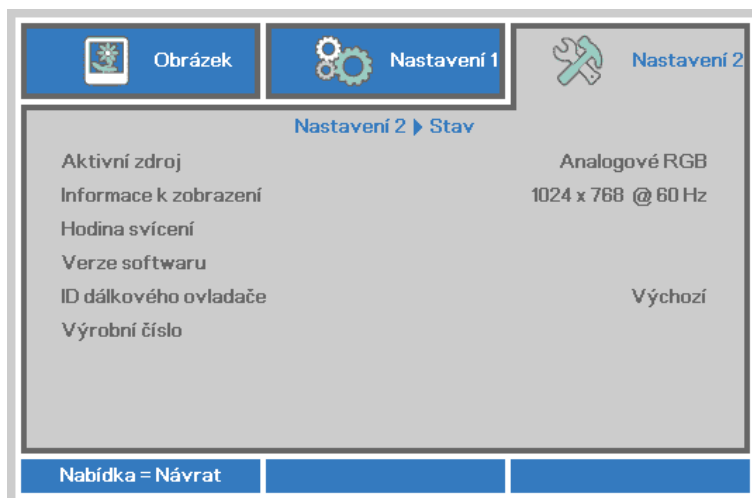 Obrázek
Nastavení 1
Nastavení 2
Nastavení 2 ▶ Stav
Aktivní zdroj Analogové RGB
Informace k zobrazení 1024 x 768 @ 60 Hz
Hodina svícení
Verze softwaru
ID dálkového ovladače Výchozí
Výrobní číslo
Nabídka = Návrat